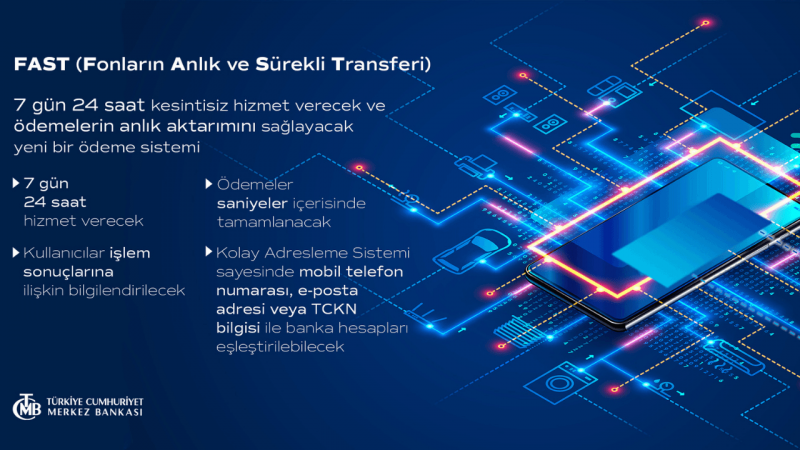 FAST (Fonların Anlık ve Sürekli Transferi)
7 gün 24 saat kesintisiz hizmet verecek ve
ödemelerin anlık aktarımını sağlayacak
yeni bir ödeme sistemi
7 gün
24 saat
hizmet verecek
Ödemeler
saniyeler içerisinde
tamamlanacak
Kullanıcılar işlem
sonuçlarına
ilişkin bilgilendirilecek
Kolay Adresleme Sistemi
sayesinde mobil telefon
numarası, e-posta
adresi veya TCKN
bilgisi ile banka hesapları
eşleştirilebilecek
TCMB
TÜRKİYE CUMHURİYET
MERKEZ BANKASI